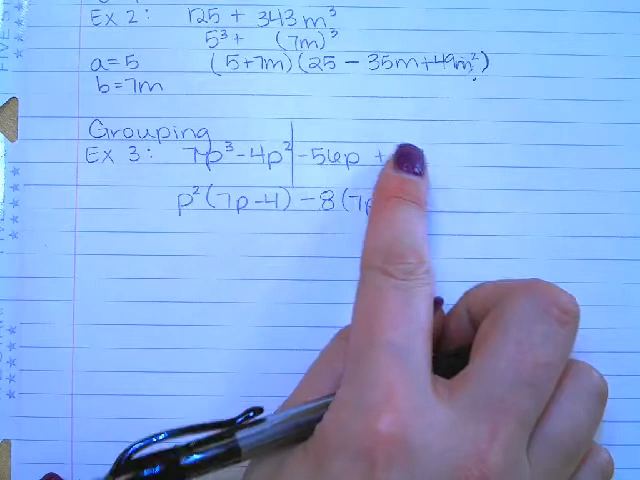 Ex 2: 125 + 343m³
5³ + (7m)³
a=5 (5+7m)(25 - 35m+49m²)
b=7m
Grouping
Ex 3: 7p³ - 4p² - 56p +
p²(7p-4) - 8(7p